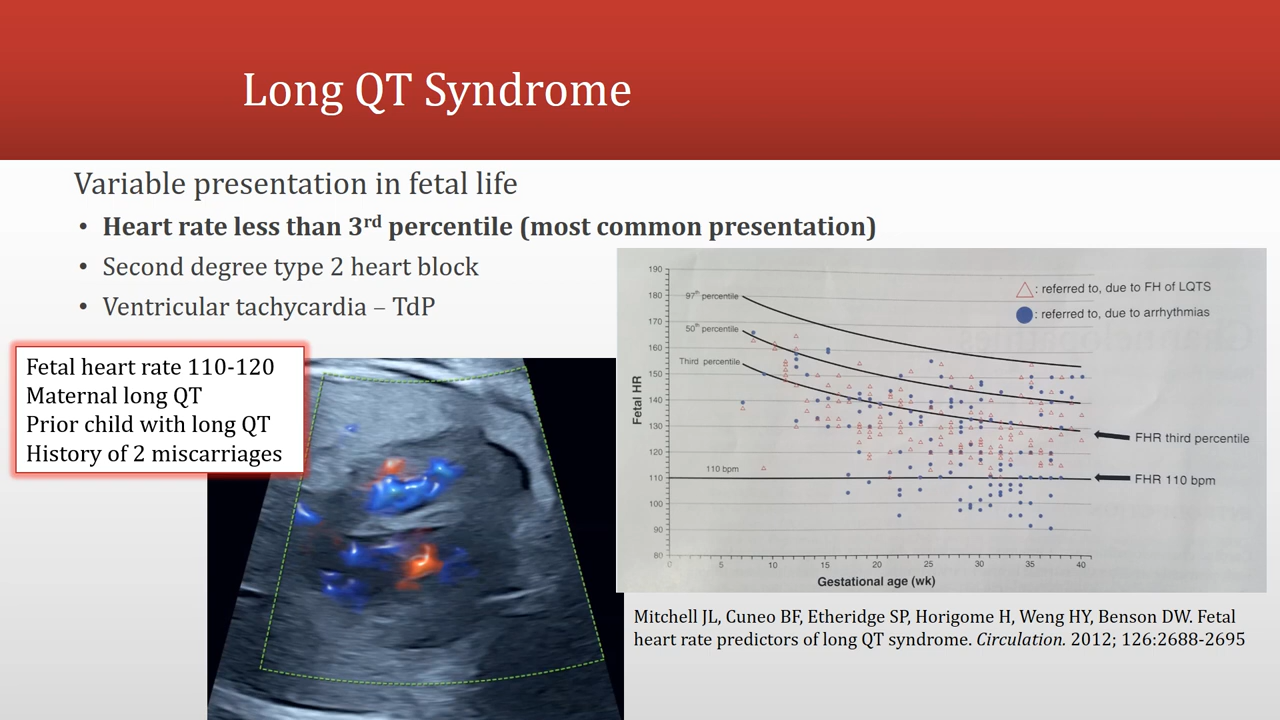 Long QT Syndrome
Variable presentation in fetal life
• Heart rate less than 3rd percentile (most common presentation)
• Second degree type 2 heart block
• Ventricular tachycardia – TdP
Fetal heart rate 110-120
Maternal long QT
Prior child with long QT
History of 2 miscarriages
190
180
170
160
150
140
130
120
110
100
90
80
Fetal HR
97th percentile
50th percentile
Third percentile
110 bpm
: referred to, due to FH of LQTS
: referred to, due to arrhythmias
FHR third percentile
FHR 110 bpm
0 5 10 15 20 25 30 35 40
Gestational age (wk)
Mitchell JL, Cuneo BF, Etheridge SP, Horigome H, Weng HY, Benson DW. Fetal
heart rate predictors of long QT syndrome. Circulation. 2012; 126:2688-2695